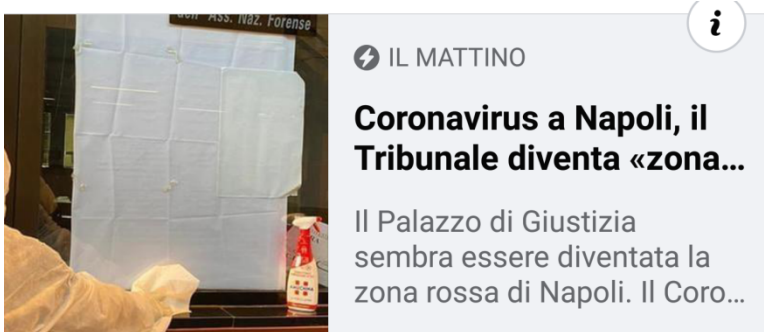 dell' Ass. Naz. Forense
i
IL MATTINO
Coronavirus a Napoli, il
Tribunale diventa «zona...
Il Palazzo di Giustizia
sembra essere diventata la
zona rossa di Napoli. Il Coro...
AMUCHINA